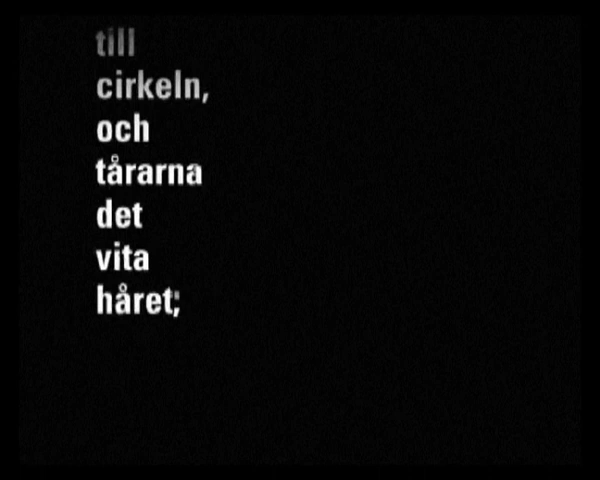 till
cirkeln,
och
tårarna
det
vita
håret;